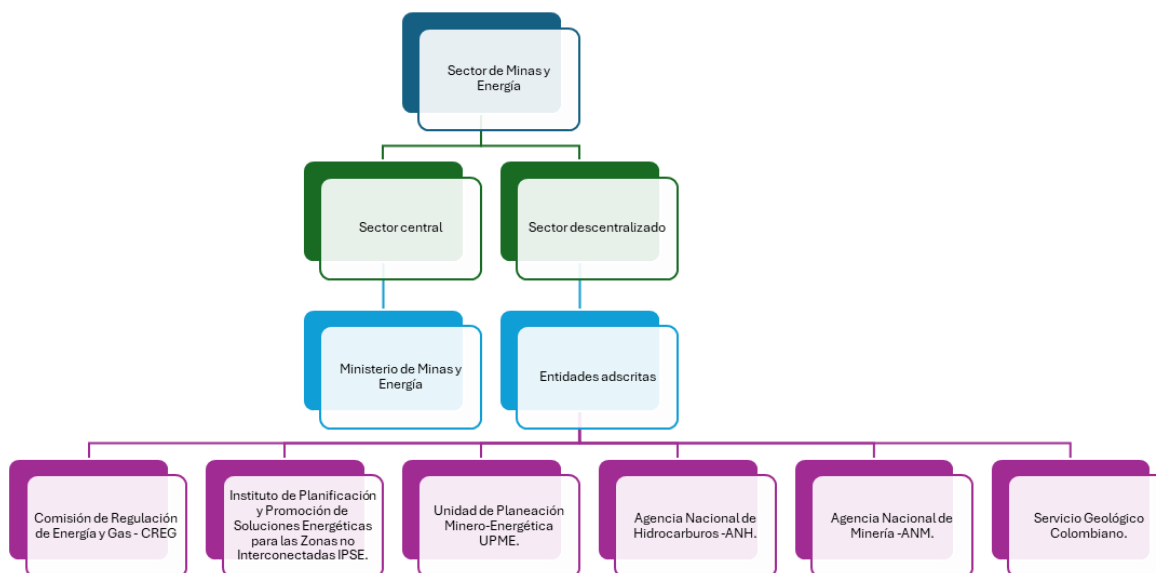 Sector de Minas y
Energía
Sector central
Sector descentralizado
Ministerio de Minas y
Energía
Entidades adscritas
Comisión de Regulación
de Energía y Gas - CREG
Instituto de Planificación
y Promoción de
Soluciones Energéticas
para las Zonas no
Interconectadas IPSE.
Unidad de Planeación
Minero-Energética
UPME.
Agencia Nacional de
Hidrocarburos -ANH.
Agencia Nacional de
Minería -ANM.
Servicio Geológico
Colombiano.